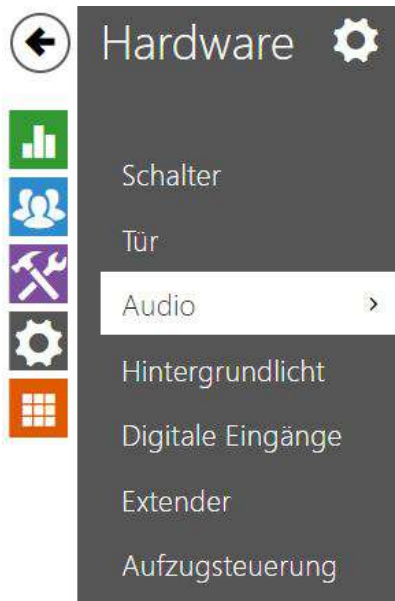 Hardware
Schalter
Tür
Audio
Hintergrundlicht
Digitale Eingänge
Extender
Aufzugsteuerung